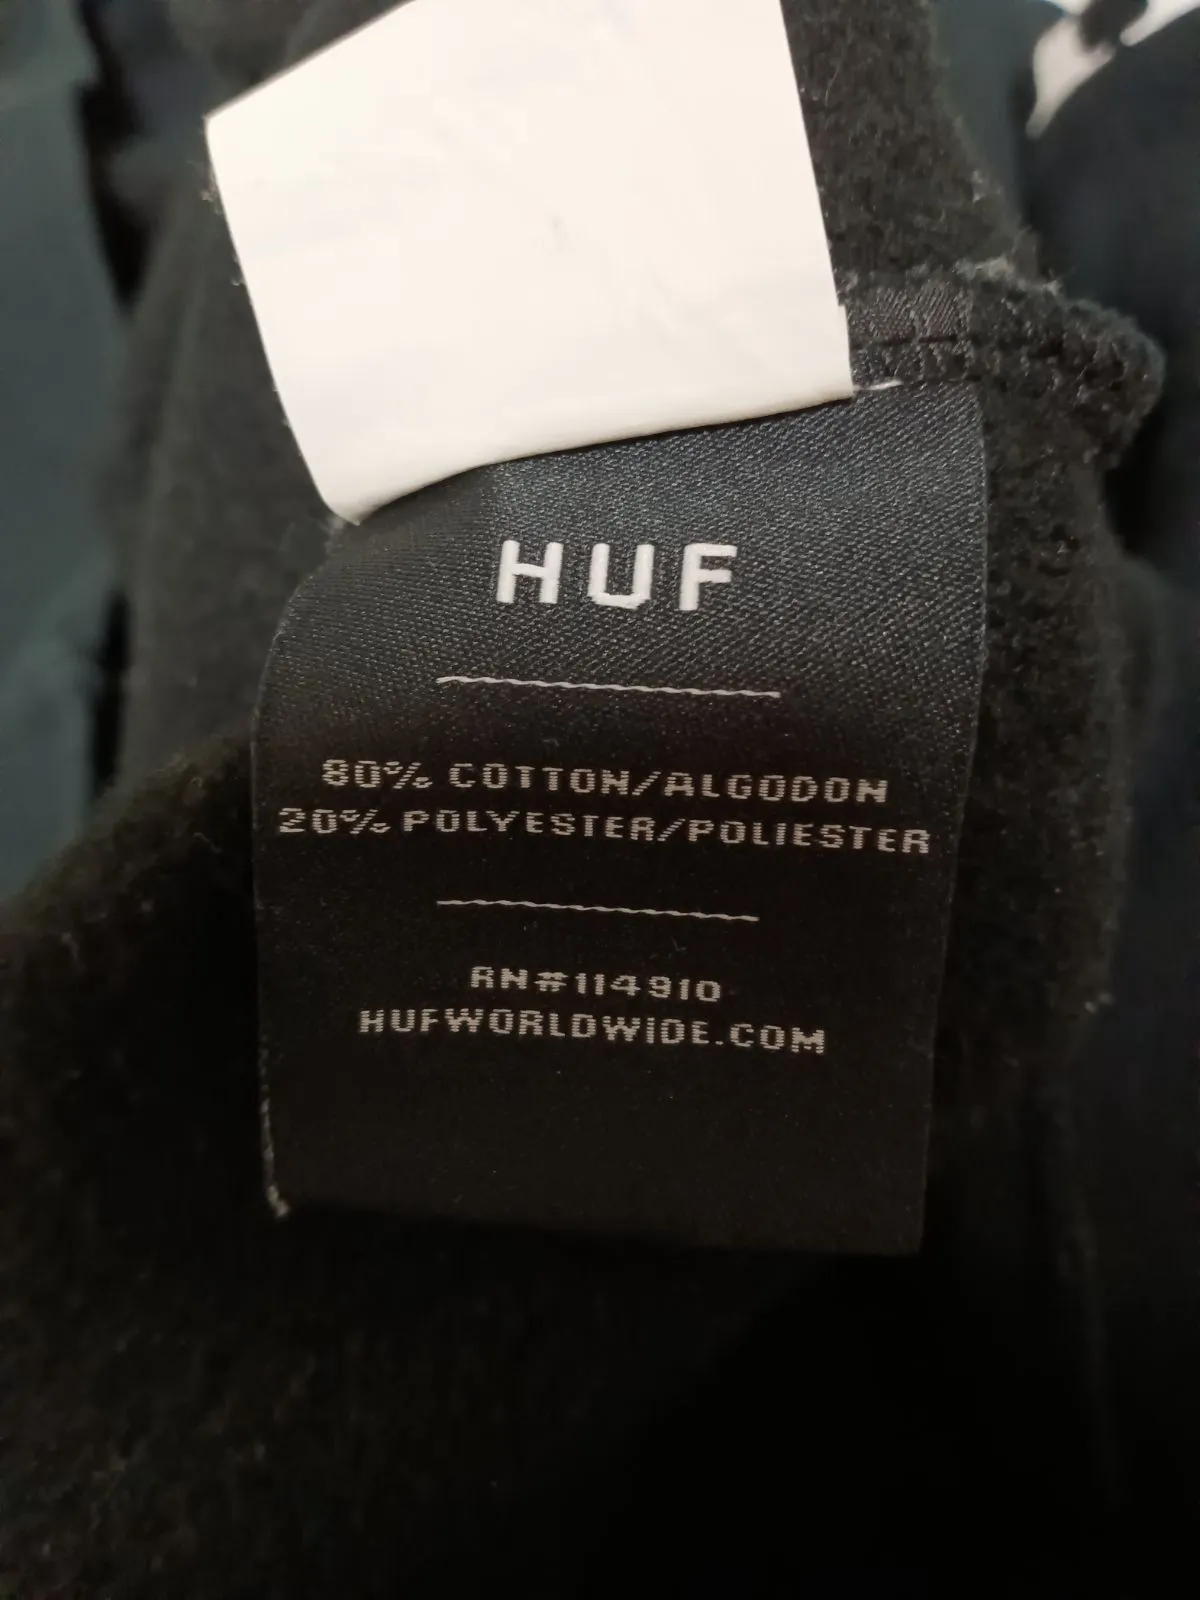 HUF
80% COTTON/ALGODON
20% POLYESTER/POLIESTER
RN#114910
HUFWORLDWIDE.COM